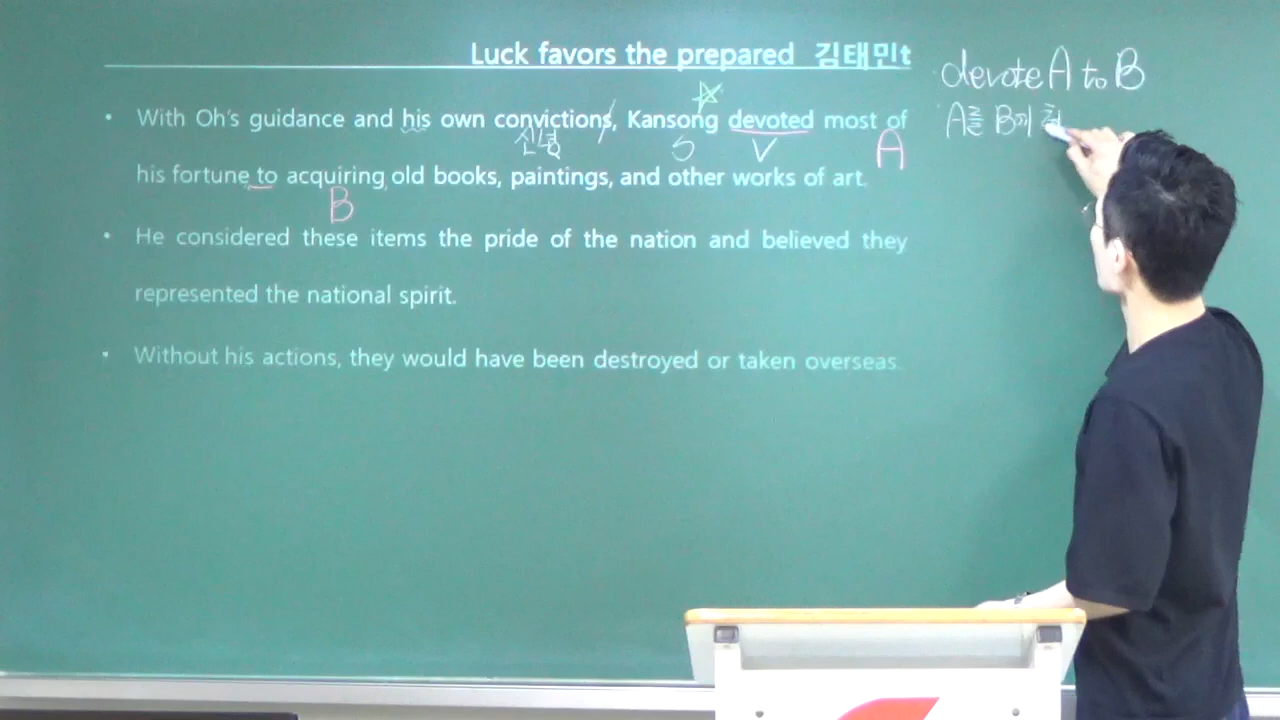 Luck favors the prepared 김태민t
devote A to B
A를 B에
• With Oh's guidance and his own convictions, Kansong devoted most of
신념 S V A
his fortune to acquiring old books, paintings, and other works of art.
B
• He considered these items the pride of the nation and believed they
represented the national spirit.
• Without his actions, they would have been destroyed or taken overseas.